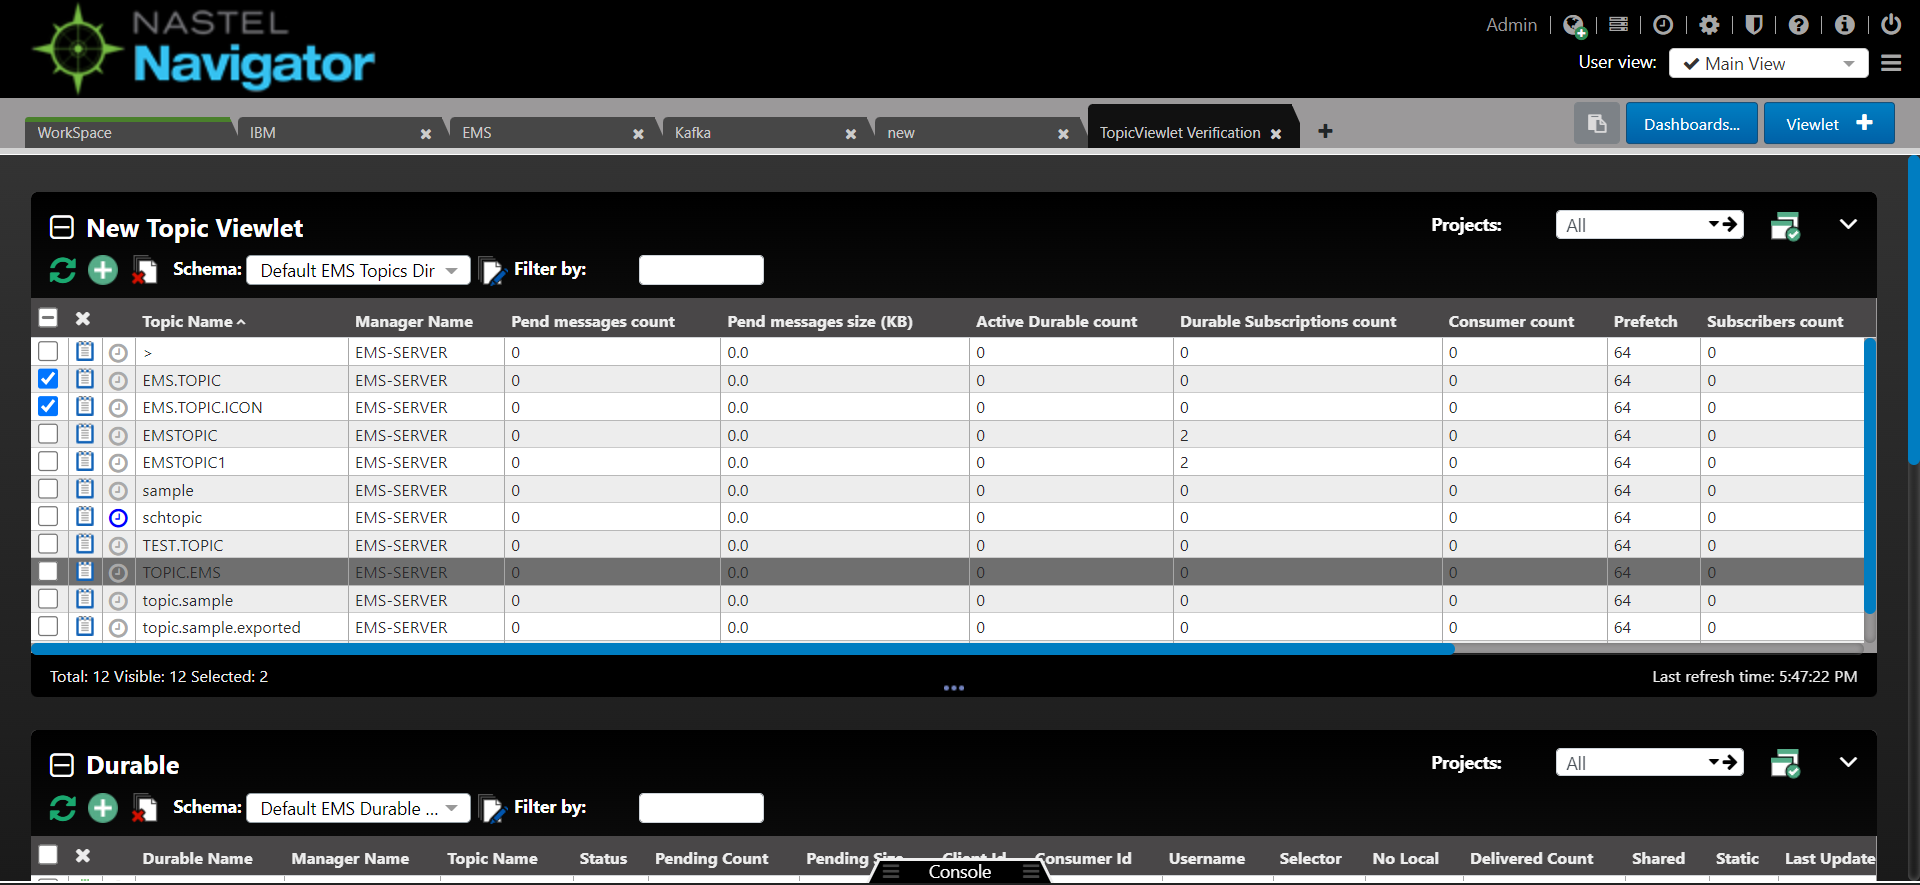 NASTEL
Navigator
Admin
User view: Main View
WorkSpace IBM EMS Kafka new TopicViewlet Verification
Dashboards... Viewlet
New Topic Viewlet Projects: All
Schema: Default EMS Topics Dir Filter by:
Topic Name Manager Name Pend messages count Pend messages size (KB) Active Durable count Durable Subscriptions count Consumer count Prefetch Subscribers count
> EMS-SERVER 0 0.0 0 0 0 64 0
EMS.TOPIC EMS-SERVER 0 0.0 0 0 0 64 0
EMS.TOPIC.ICON EMS-SERVER 0 0.0 0 0 0 64 0
EMSTOPIC EMS-SERVER 0 0.0 0 2 0 64 0
EMSTOPIC1 EMS-SERVER 0 0.0 0 2 0 64 0
sample EMS-SERVER 0 0.0 0 0 0 64 0
schtopic EMS-SERVER 0 0.0 0 0 0 64 0
TEST.TOPIC EMS-SERVER 0 0.0 0 0 0 64 0
TOPIC.EMS EMS-SERVER 0 0.0 0 0 0 64 0
topic.sample EMS-SERVER 0 0.0 0 0 0 64 0
topic.sample.exported EMS-SERVER 0 0.0 0 0 0 64 0
Total: 12 Visible: 12 Selected: 2 Last refresh time: 5:47:22 PM
Durable Projects: All
Schema: Default EMS Durable ... Filter by:
Durable Name Manager Name Topic Name Status Pending Count Pending Size Client Id Consumer Id Username Selector No Local Delivered Count Shared Static Last Update
Console